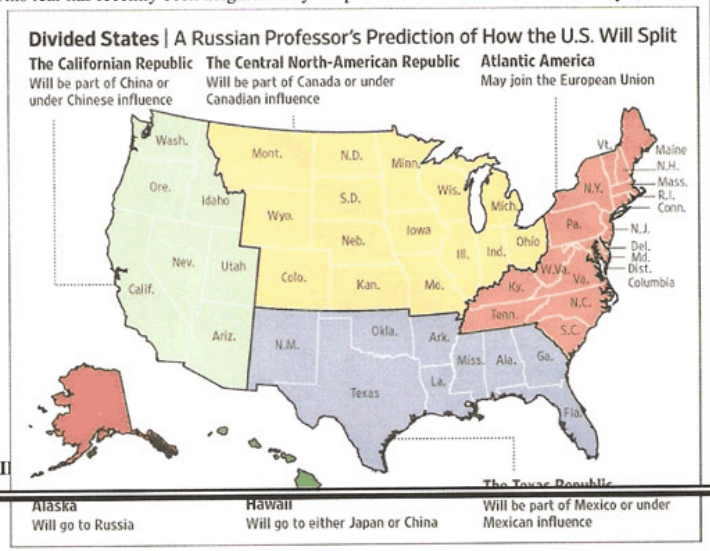 Divided States | A Russian Professor's Prediction of How the U.S. Will Split
The Californian Republic
Will be part of China or
under Chinese influence
The Central North-American Republic
Will be part of Canada or under
Canadian influence
Atlantic America
May join the European Union
Wash.
Ore.
Idaho
Nev.
Utah
Calif.
Ariz.
Mont.
N.D.
Minn.
Wis.
Mich.
S.D.
Wyo.
Neb.
Iowa
Ill.
Ind.
Ohio
Colo.
Kan.
Mo.
Vt.
Maine
N.H.
Mass.
R.I.
Conn.
N.Y.
Pa.
N.J.
Del.
Md.
Dist.
Columbia
W.Va.
Va.
Ky.
N.C.
Tenn.
S.C.
N.M.
Okla.
Ark.
Texas
La.
Miss.
Ala.
Ga.
Fla.
The Texas Republic
Will be part of Mexico or under
Mexican influence
Alaska
Will go to Russia
Hawaii
Will go to either Japan or China